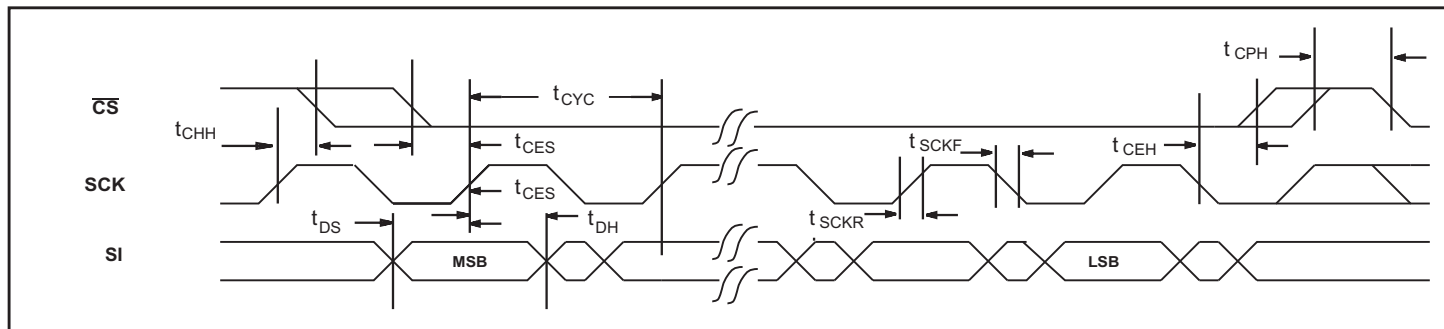 t CPH
CS
t CYC
t CHH
t CES
t SCKF
t CEH
SCK
t CES
t DS
t DH
t SCKR
SI
MSB
LSB